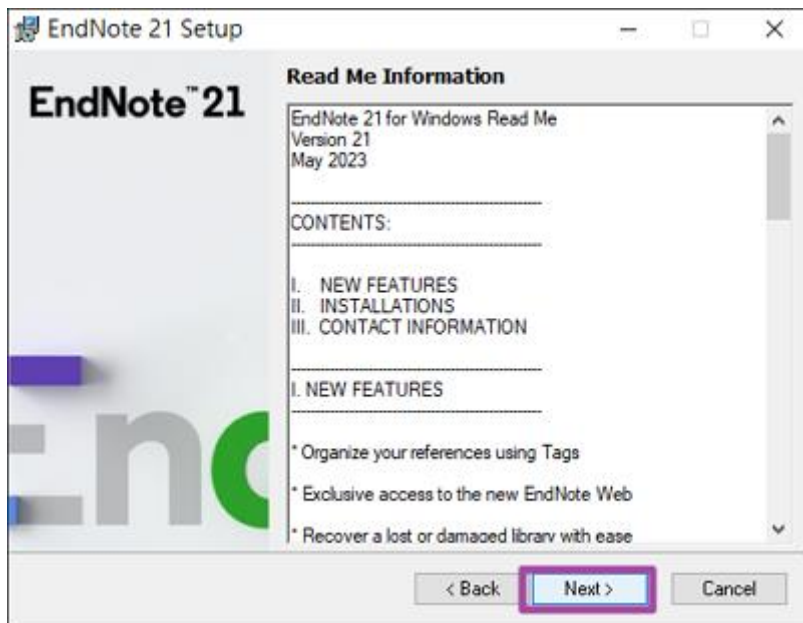 EndNote 21 Setup
EndNote™21
Read Me Information
EndNote 21 for Windows Read Me
Version 21
May 2023
------------------------------------------------------------
CONTENTS:
------------------------------------------------------------
I. NEW FEATURES
II. INSTALLATIONS
III. CONTACT INFORMATION
------------------------------------------------------------
I. NEW FEATURES
------------------------------------------------------------
* Organize your references using Tags
* Exclusive access to the new EndNote Web
* Recover a lost or damaged library with ease
< Back
Next >
Cancel